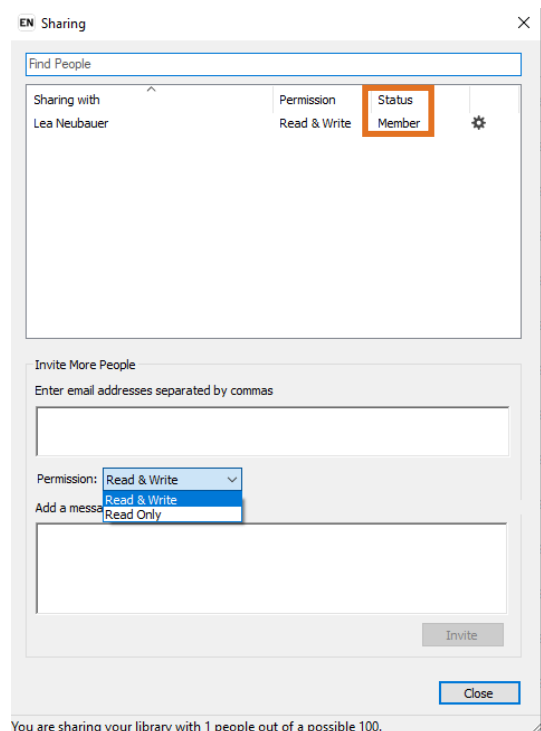 EN Sharing
Find People
Sharing with Permission Status
Lea Neubauer Read & Write Member
Invite More People
Enter email addresses separated by commas
Permission: Read & Write
Read & Write
Add a messa
Read Only
Invite
Close
You are sharing your library with 1 people out of a possible 100.